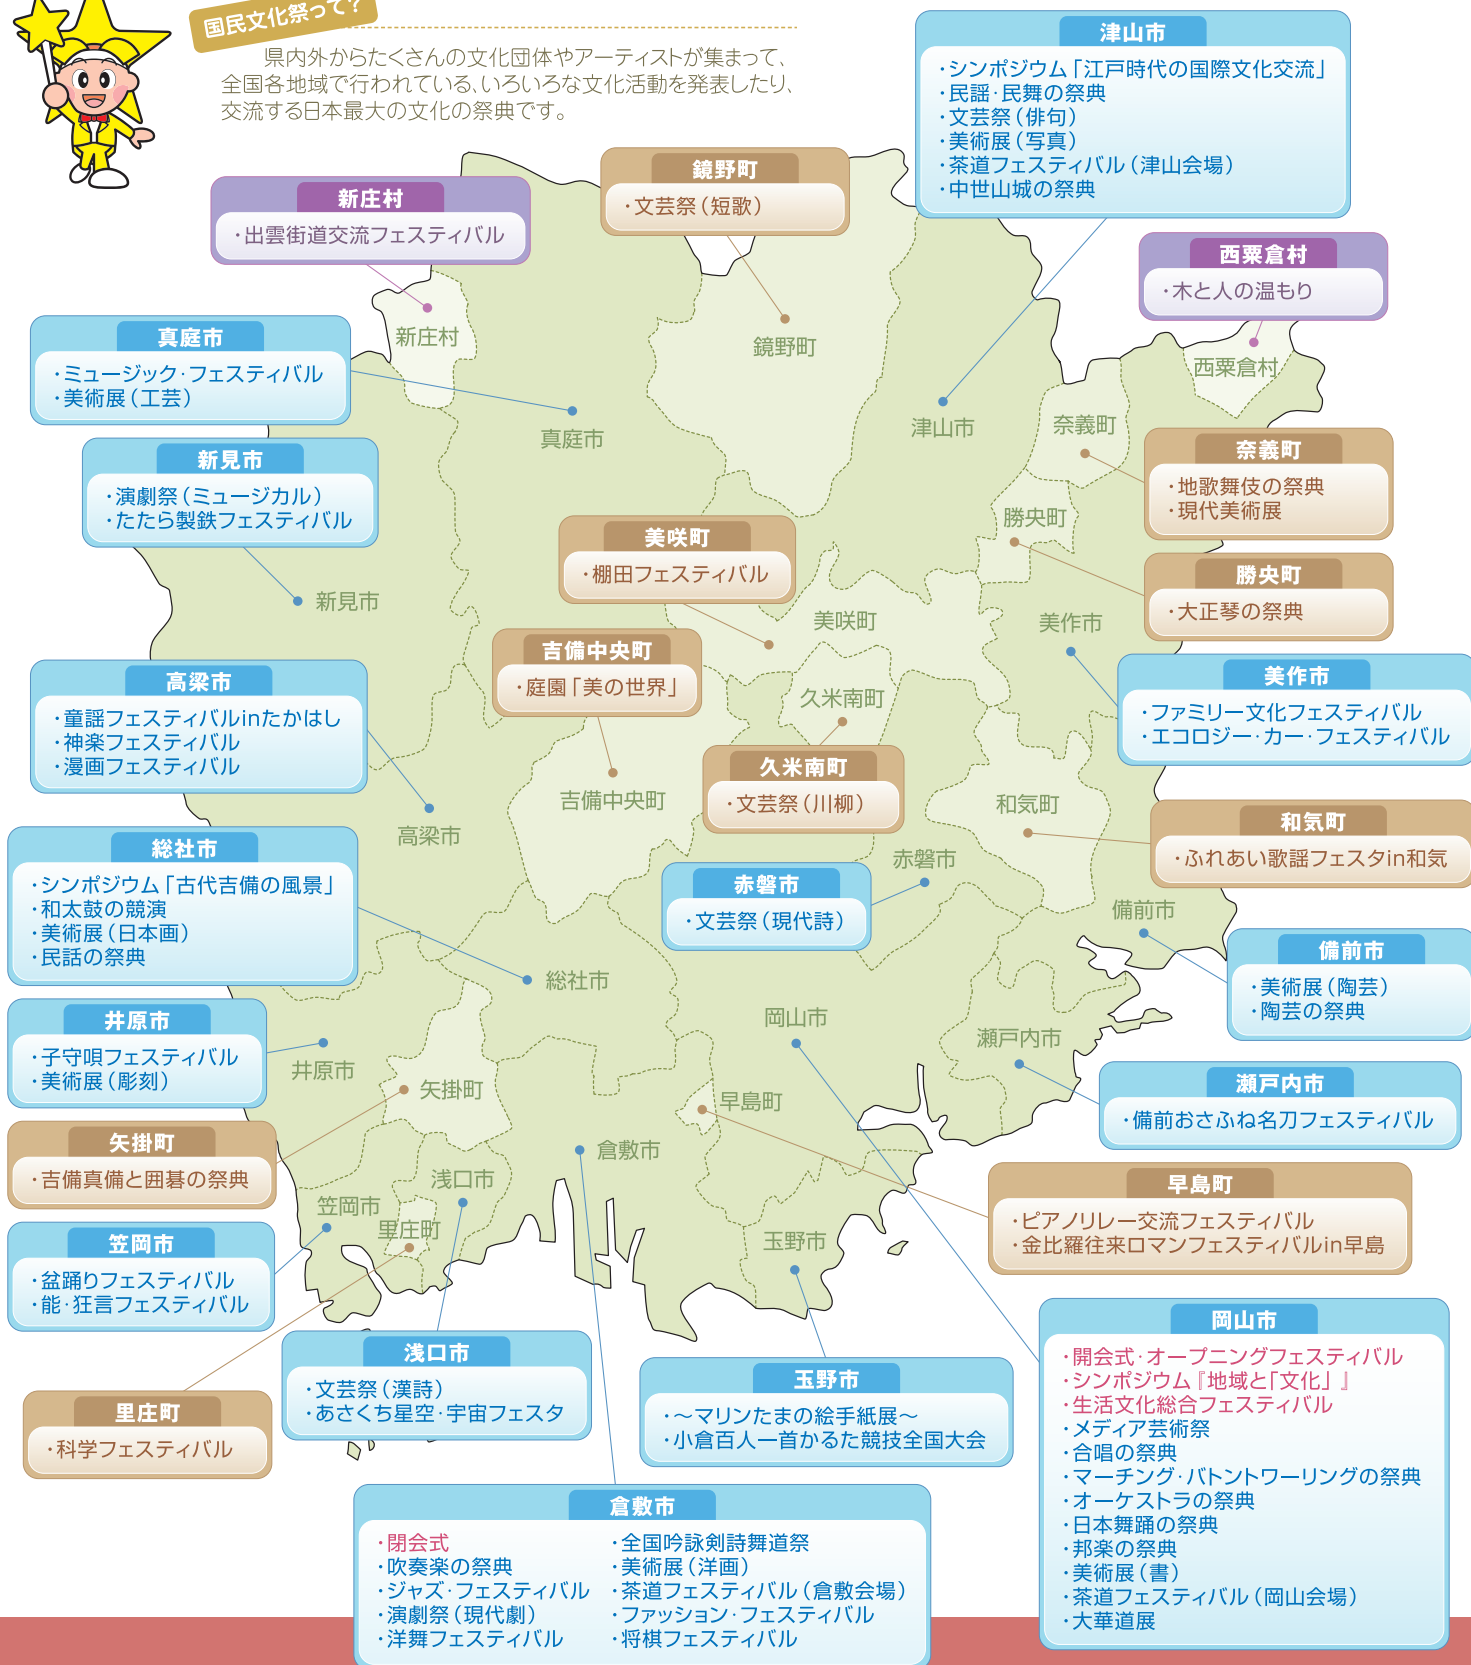 国民文化祭って?
県内外からたくさんの文化団体やアーティストが集まって、
全国各地域で行われている、いろいろな文化活動を発表したり、
交流する日本最大の文化の祭典です。
津山市
・シンポジウム「江戸時代の国際文化交流」
・民謡・民舞の祭典
・文芸祭(俳句)
・美術展(写真)
・茶道フェスティバル(津山会場)
・中世山城の祭典
鏡野町
・文芸祭(短歌)
新庄村
・出雲街道交流フェスティバル
西粟倉村
・木と人の温もり
真庭市
・ミュージック・フェスティバル
・美術展(工芸)
新庄村
鏡野町
西粟倉村
真庭市
津山市
奈義町
新見市
・演劇祭(ミュージカル)
・たたら製鉄フェスティバル
奈義町
・地歌舞伎の祭典
・現代美術展
勝央町
美咲町
・棚田フェスティバル
勝央町
・大正琴の祭典
新見市
美咲町
美作市
吉備中央町
・庭園「美の世界」
高梁市
・童謡フェスティバルinたかはし
・神楽フェスティバル
・漫画フェスティバル
久米南町
美作市
・ファミリー文化フェスティバル
・エコロジー・カー・フェスティバル
久米南町
・文芸祭(川柳)
吉備中央町
和気町
高梁市
和気町
・ふれあい歌謡フェスタin和気
総社市
・シンポジウム「古代吉備の風景」
・和太鼓の競演
・美術展(日本画)
・民話の祭典
赤磐市
赤磐市
・文芸祭(現代詩)
備前市
備前市
・美術展(陶芸)
・陶芸の祭典
総社市
岡山市
瀬戸内市
井原市
・子守唄フェスティバル
・美術展(彫刻)
井原市
矢掛町
早島町
瀬戸内市
・備前おさふね名刀フェスティバル
矢掛町
・吉備真備と囲碁の祭典
倉敷市
浅口市
笠岡市
里庄町
玉野市
早島町
・ピアノリレー交流フェスティバル
・金比羅往来ロマンフェスティバルin早島
笠岡市
・盆踊りフェスティバル
・能・狂言フェスティバル
浅口市
・文芸祭(漢詩)
・あさくち星空・宇宙フェスタ
玉野市
・~マリンたまの絵手紙展~
・小倉百人一首かるた競技全国大会
里庄町
・科学フェスティバル
岡山市
・開会式・オープニングフェスティバル
・シンポジウム『地域と「文化」』
・生活文化総合フェスティバル
・メディア芸術祭
・合唱の祭典
・マーチング・バトントワーリングの祭典
・オーケストラの祭典
・日本舞踊の祭典
・邦楽の祭典
・美術展(書)
・茶道フェスティバル(岡山会場)
・大華道展
倉敷市
・閉会式
・吹奏楽の祭典
・ジャズ・フェスティバル
・演劇祭(現代劇)
・洋舞フェスティバル
・全国吟詠剣詩舞道祭
・美術展(洋画)
・茶道フェスティバル(倉敷会場)
・ファッション・フェスティバル
・将棋フェスティバル